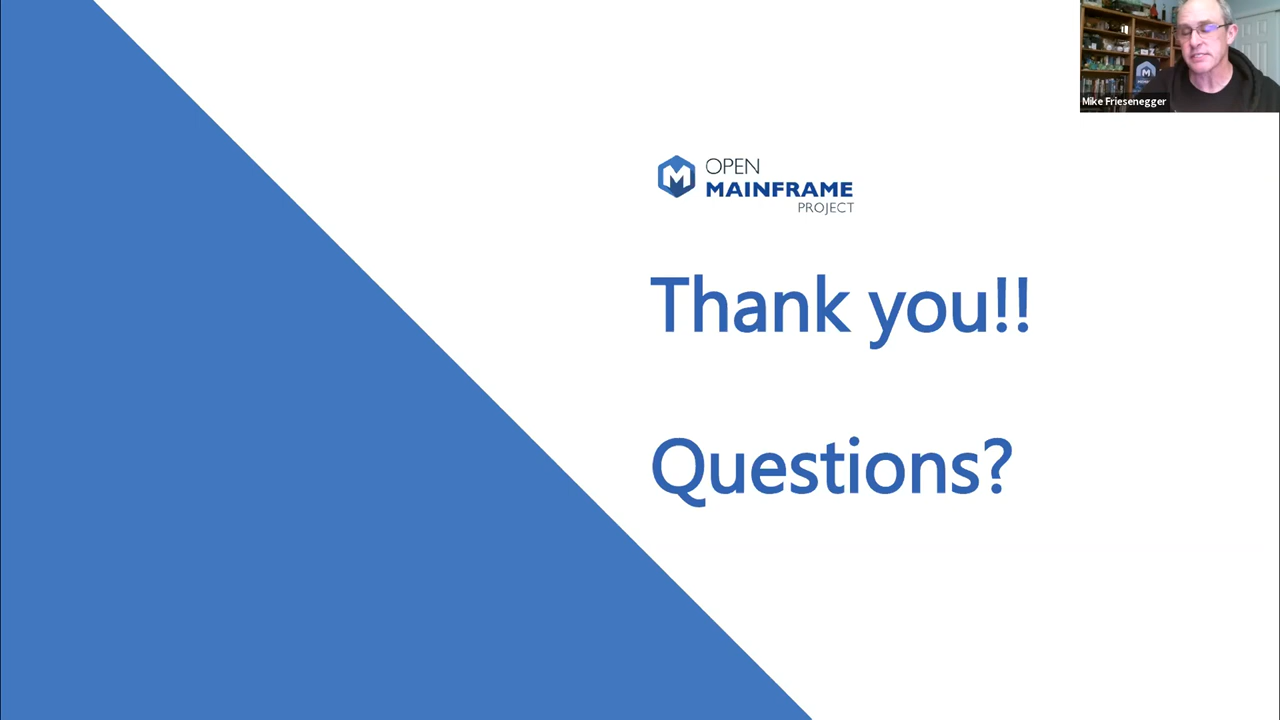 Mike Friesenegger
OPEN
MAINFRAME
PROJECT
Thank you!!
Questions?